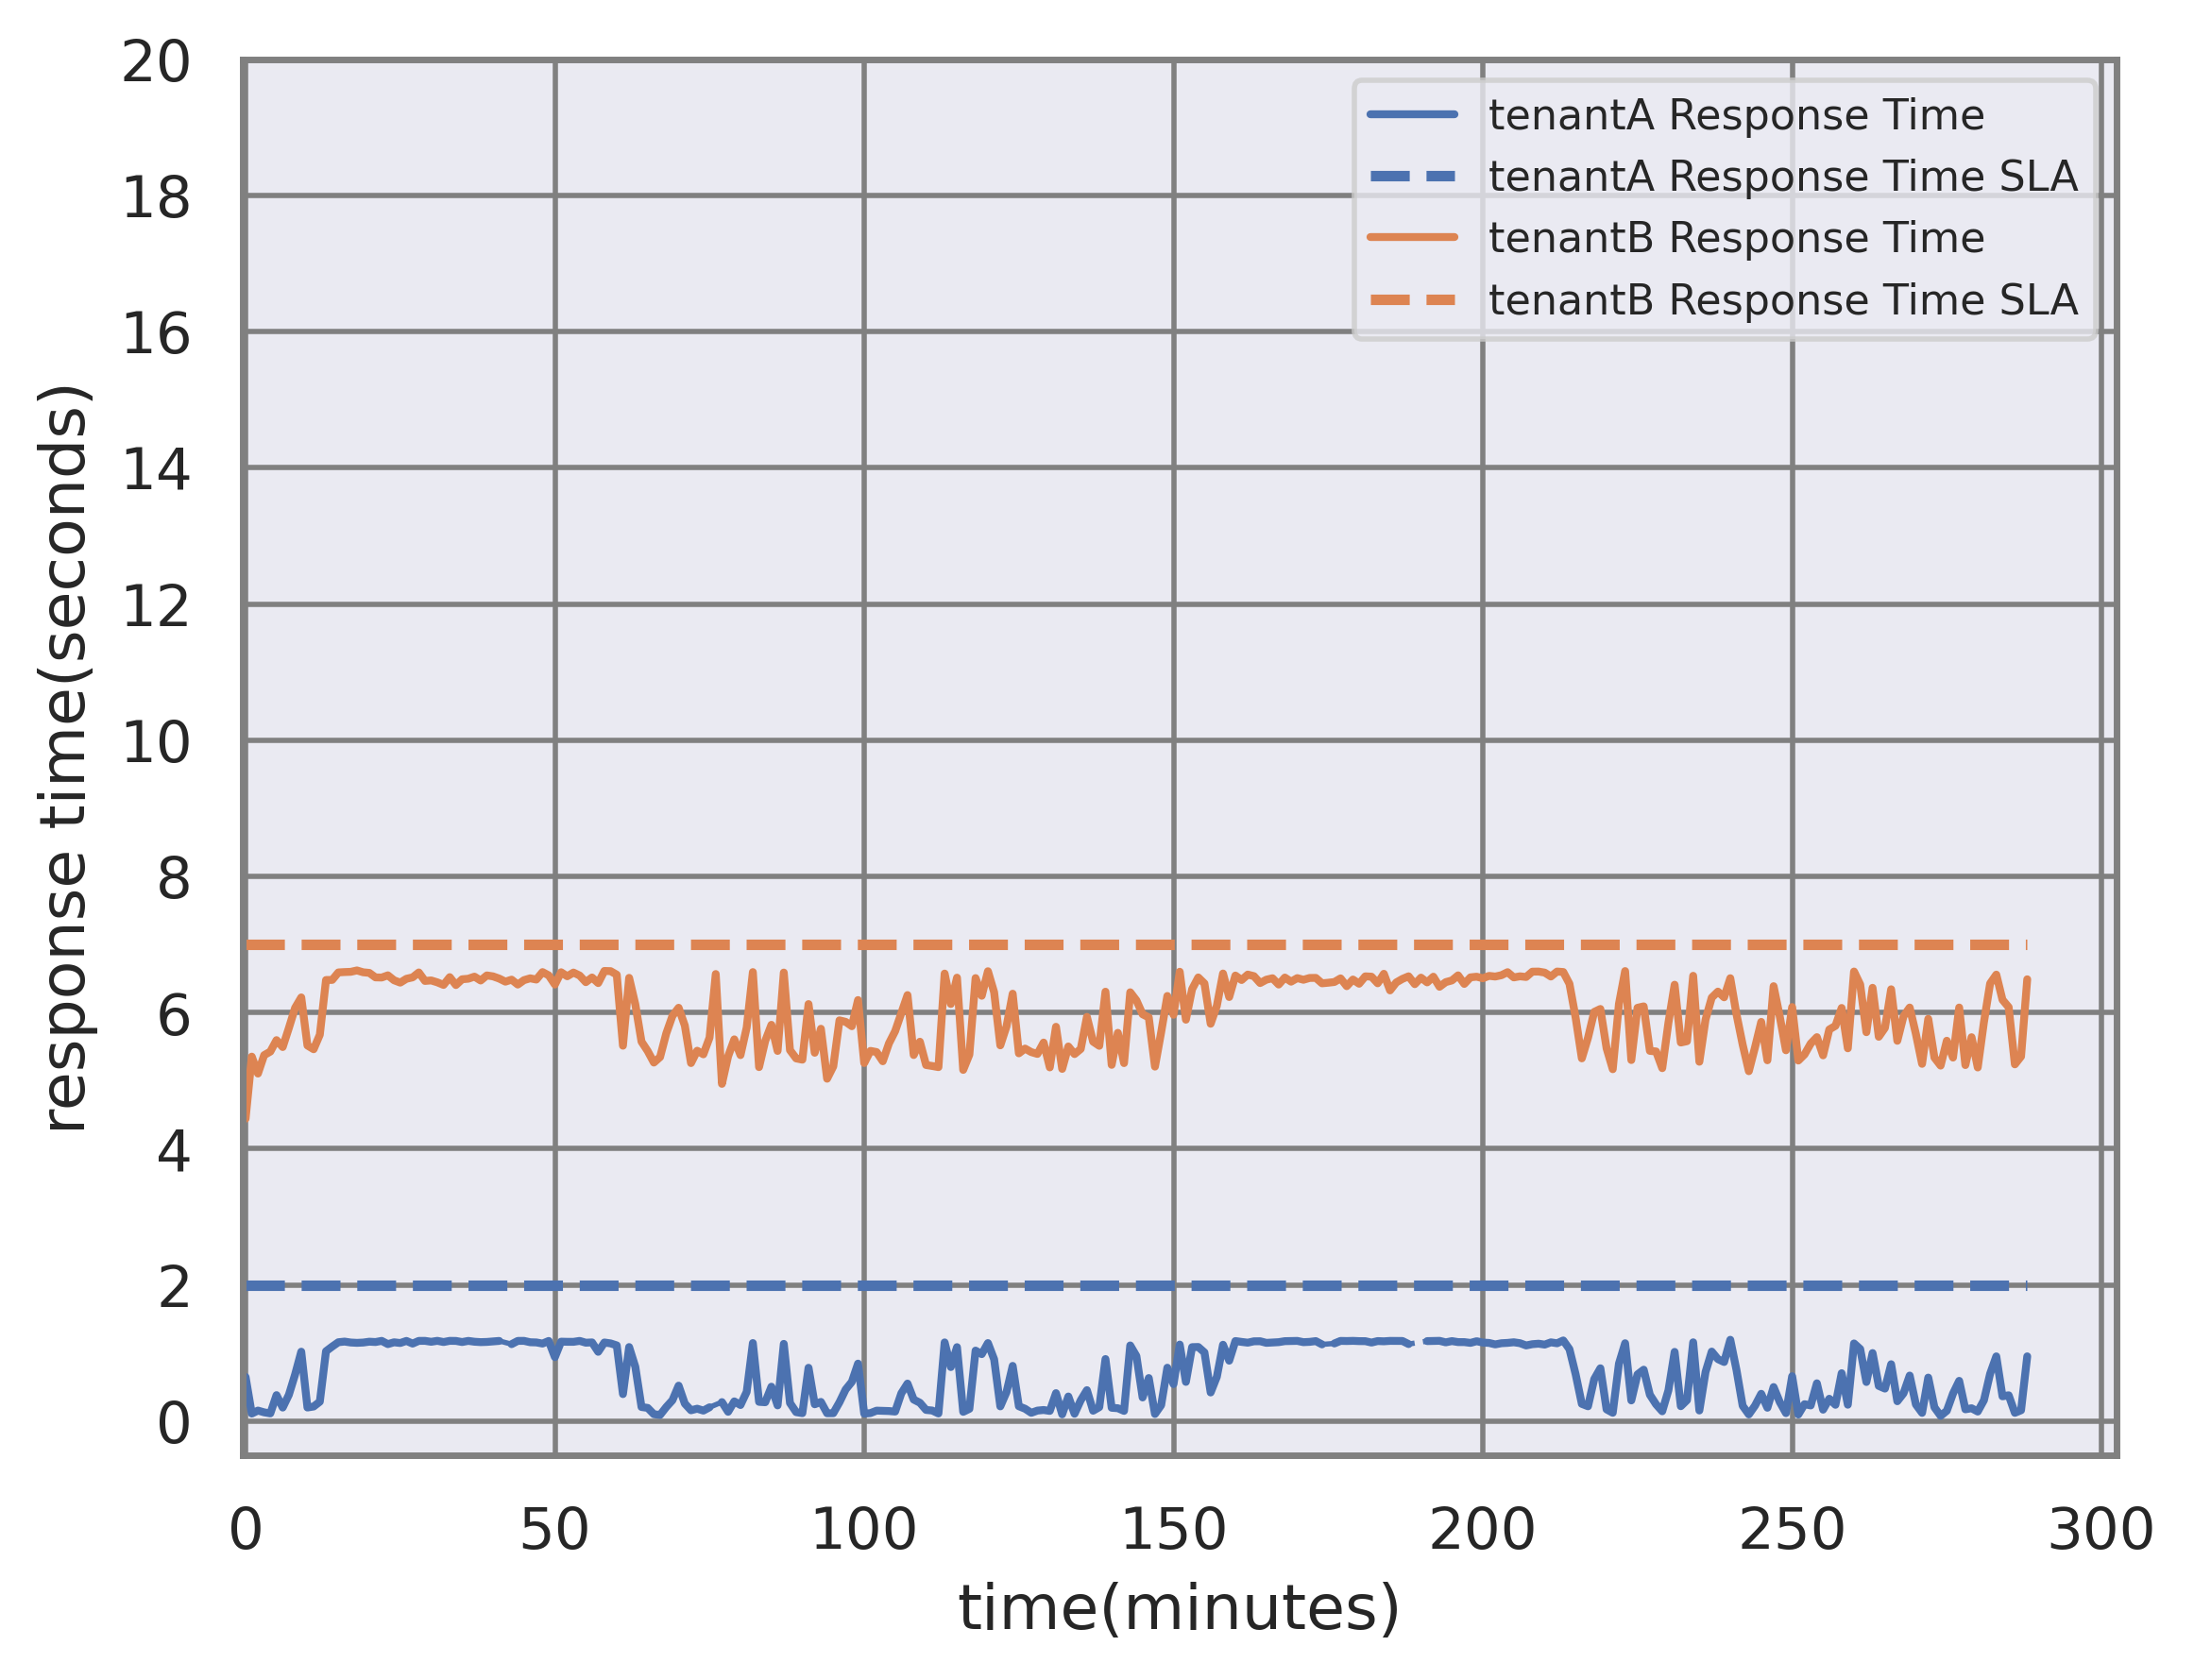 20
18
16
14
12
10
8
6
4
2
0
response time(seconds)
tenantA Response Time
tenantA Response Time SLA
tenantB Response Time
tenantB Response Time SLA
0 50 100 150 200 250 300
time(minutes)